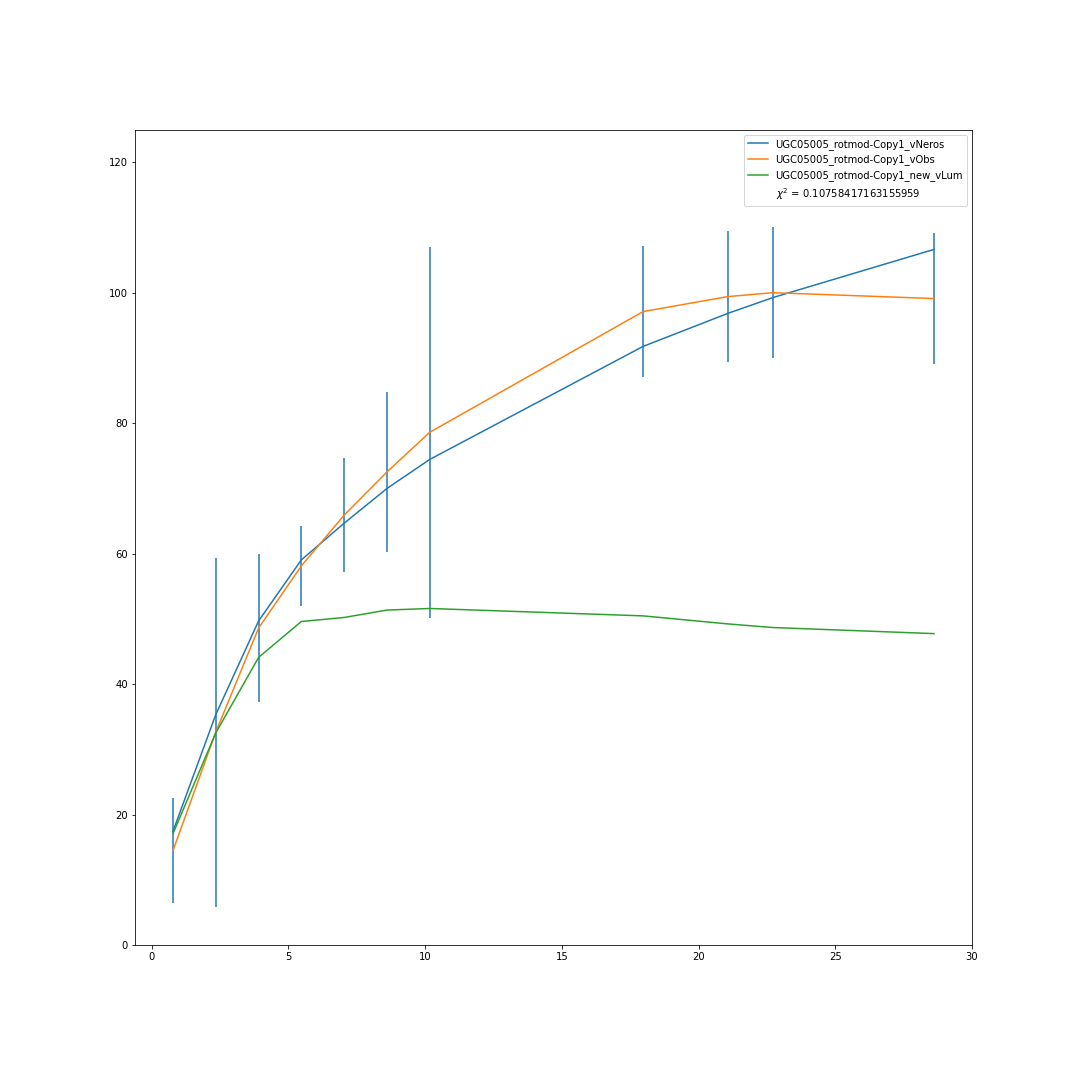 UGC05005_rotmod-Copy1_vNeros
UGC05005_rotmod-Copy1_vObs
UGC05005_rotmod-Copy1_new_vLum
χ² = 0.10758417163155959
120
100
80
60
40
20
0
0 5 10 15 20 25 30